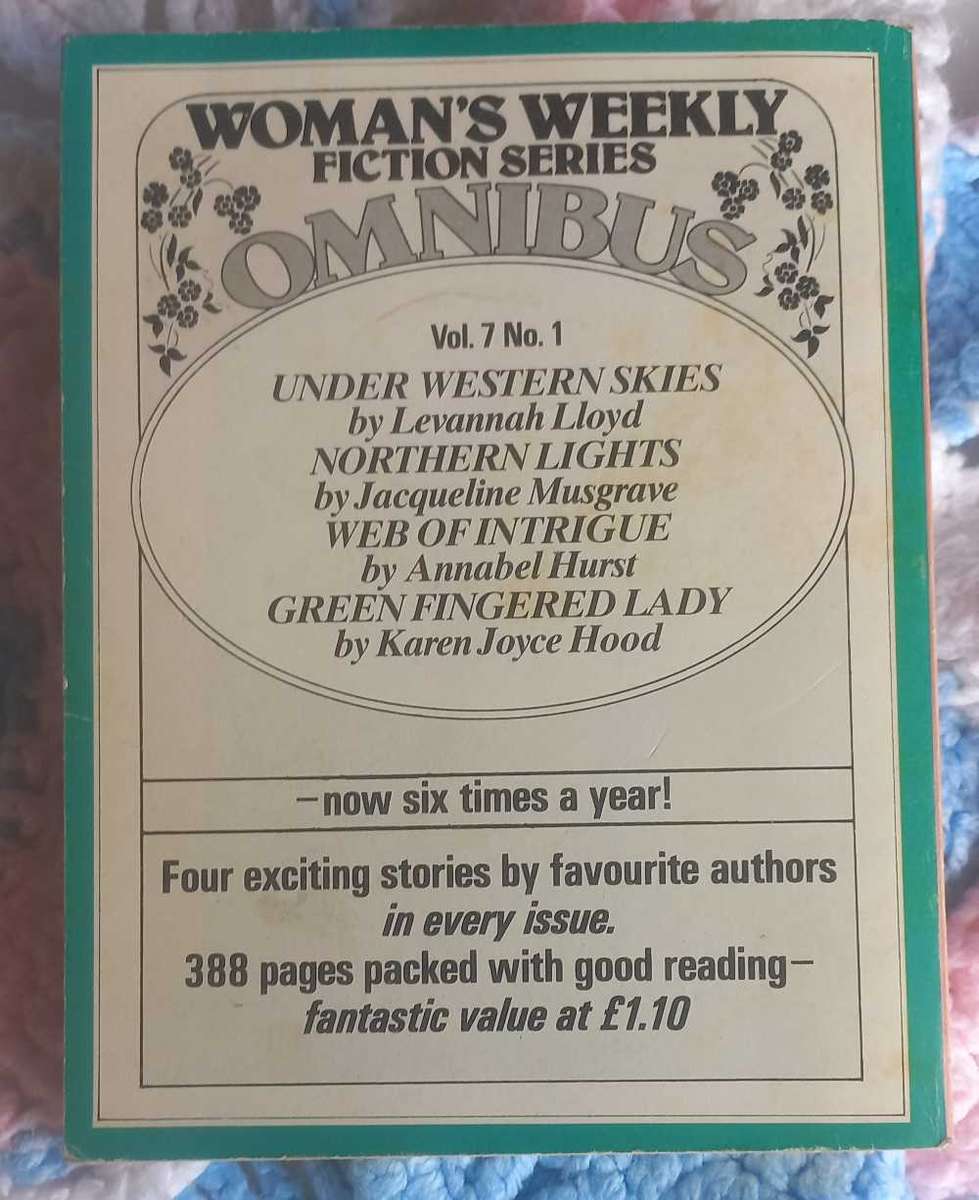 WOMAN'S WEEKLY
FICTION SERIES
OMNIBUS
Vol. 7 No. 1
UNDER WESTERN SKIES
by Levannah Lloyd
NORTHERN LIGHTS
by Jacqueline Musgrave
WEB OF INTRIGUE
by Annabel Hurst
GREEN FINGERED LADY
by Karen Joyce Hood
–now six times a year!
Four exciting stories by favourite authors
in every issue.
388 pages packed with good reading–
fantastic value at £1.10